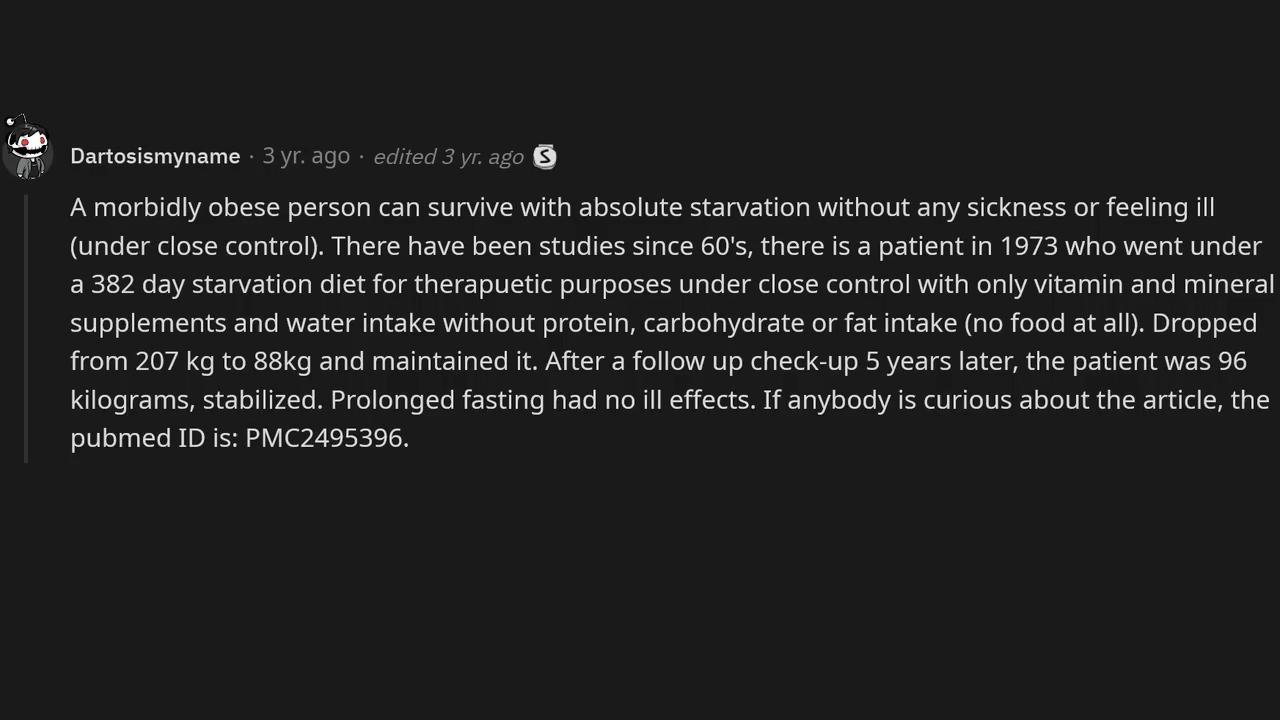 Dartosismyname · 3 yr. ago · edited 3 yr. ago
A morbidly obese person can survive with absolute starvation without any sickness or feeling ill
(under close control). There have been studies since 60's, there is a patient in 1973 who went under
a 382 day starvation diet for therapuetic purposes under close control with only vitamin and mineral
supplements and water intake without protein, carbohydrate or fat intake (no food at all). Dropped
from 207 kg to 88kg and maintained it. After a follow up check-up 5 years later, the patient was 96
kilograms, stabilized. Prolonged fasting had no ill effects. If anybody is curious about the article, the
pubmed ID is: PMC2495396.